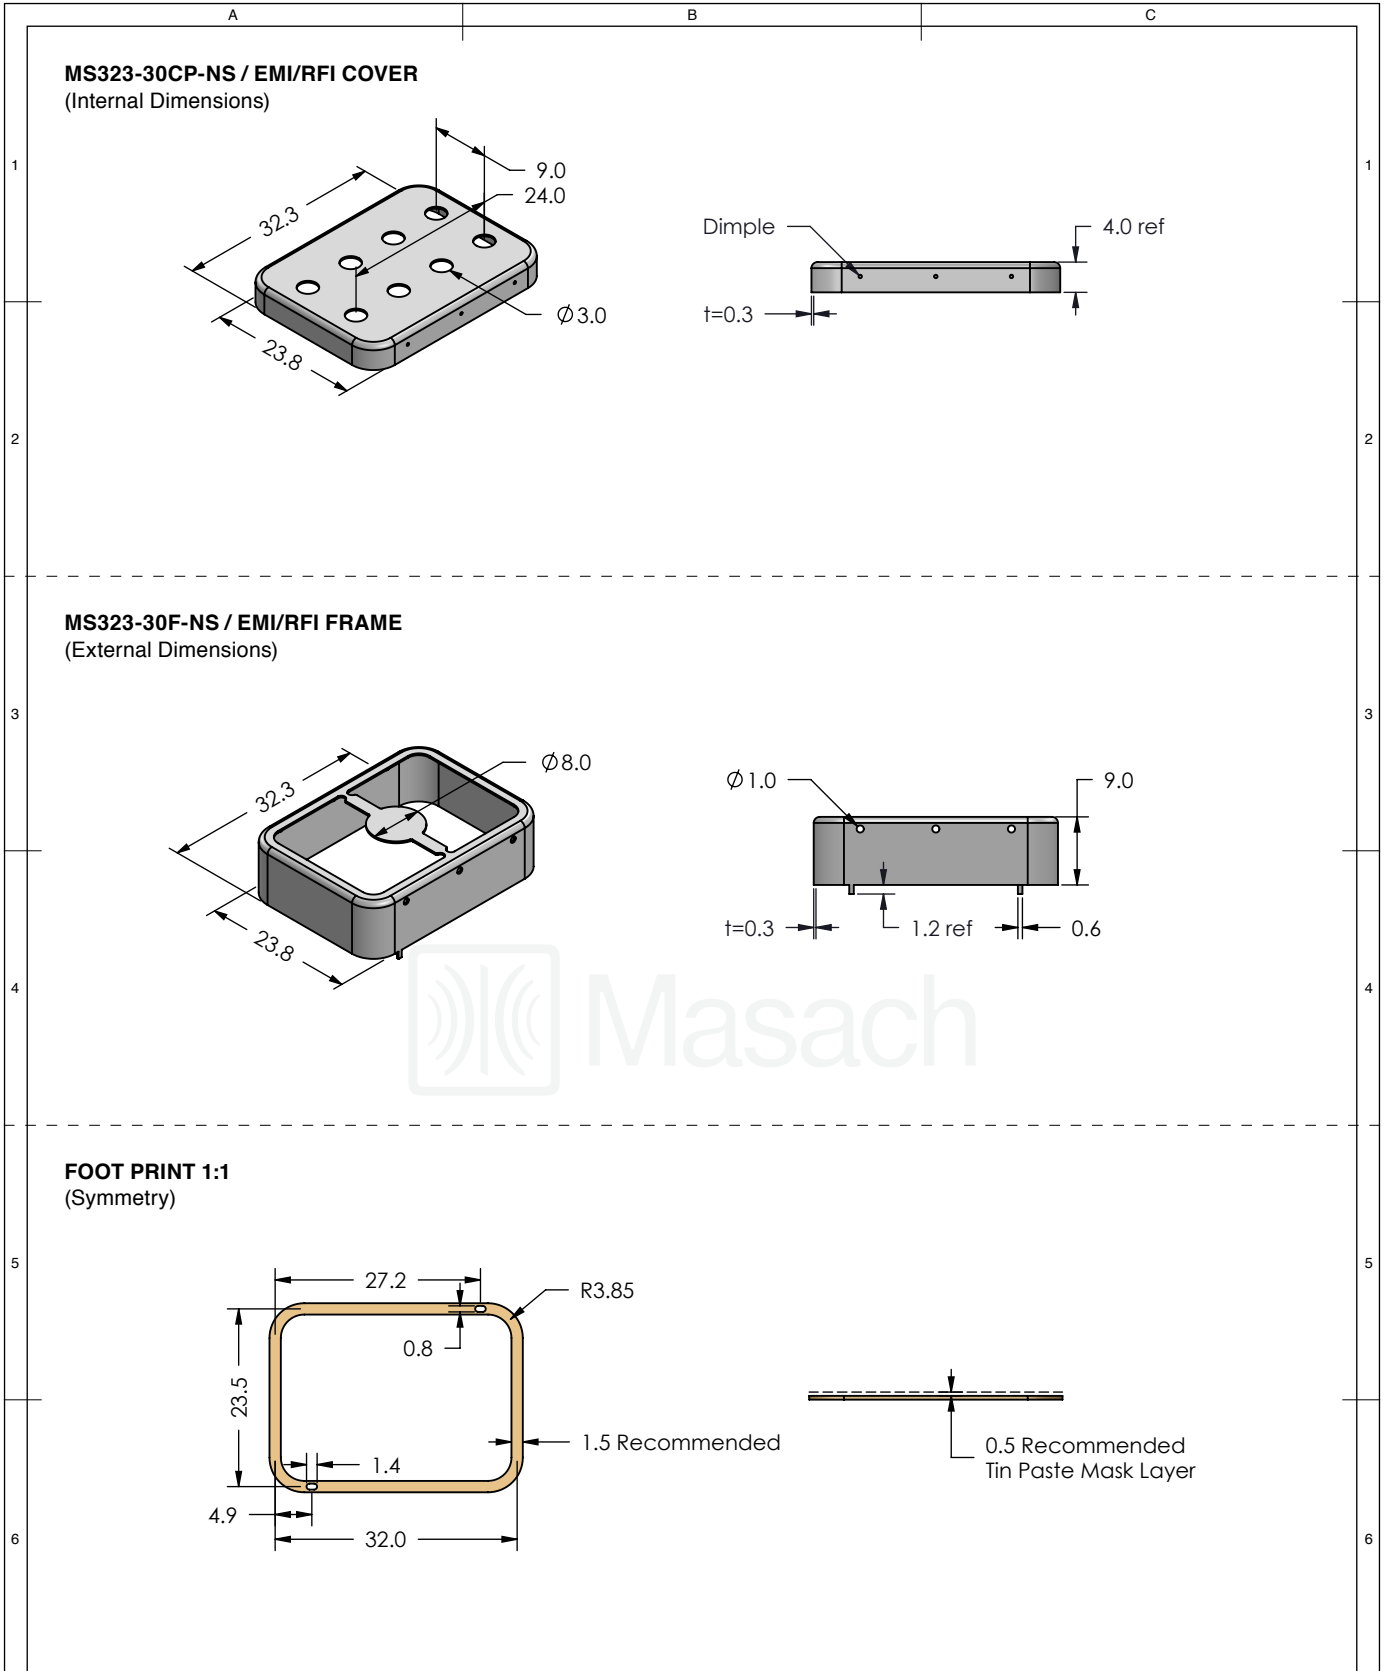 A B C
MS323-30CP-NS / EMI/RFI COVER
(Internal Dimensions)
1 1
9.0
24.0
32.3
Dimple
4.0 ref
t=0.3
Ø3.0
23.8
2 2
MS323-30F-NS / EMI/RFI FRAME
(External Dimensions)
3 3
Ø8.0
32.3
Ø1.0
9.0
23.8
t=0.3
1.2 ref
0.6
4 4
Masach
FOOT PRINT 1:1
(Symmetry)
5 5
27.2
R3.85
0.8
23.5
1.5 Recommended
0.5 Recommended
Tin Paste Mask Layer
1.4
4.9
32.0
6 6